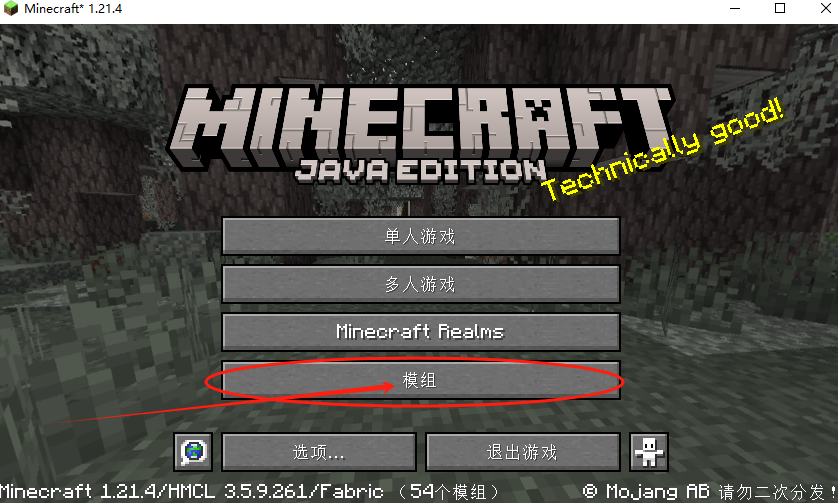 Minecraft* 1.21.4
MINECRAFT
JAVA EDITION
Technically good!
单人游戏
多人游戏
Minecraft Realms
模组
选项...
退出游戏
Minecraft 1.21.4/HMCL 3.5.9.261/Fabric （54个模组）
© Mojang AB 请勿二次分发！